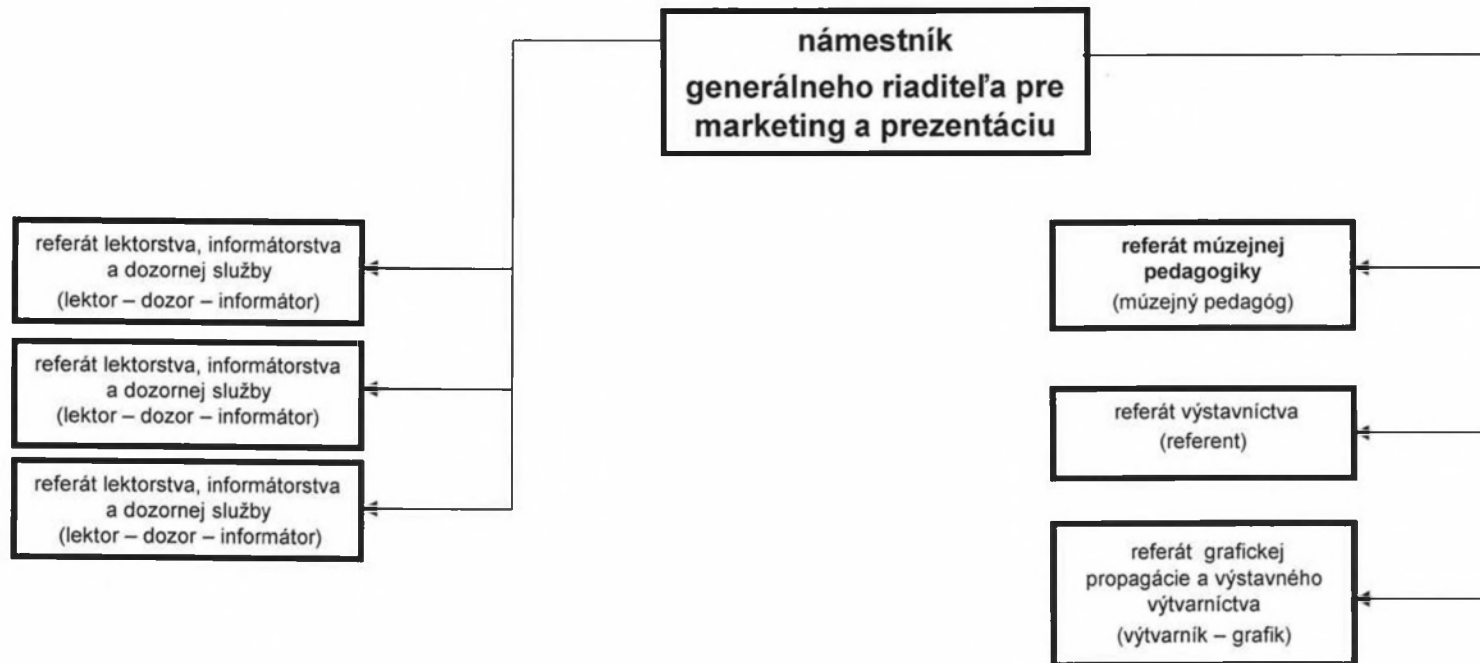 námestník
generálneho riaditeľa pre
marketing a prezentáciu
referát lektorstva, informátorstva
a dozornej služby
(lektor – dozor – informátor)
referát lektorstva, informátorstva
a dozornej služby
(lektor – dozor – informátor)
referát lektorstva, informátorstva
a dozornej služby
(lektor – dozor – informátor)
referát múzejnej
pedagogiky
(múzejný pedagóg)
referát výstavníctva
(referent)
referát grafickej
propagácie a výstavného
výtvarníctva
(výtvarník – grafik)